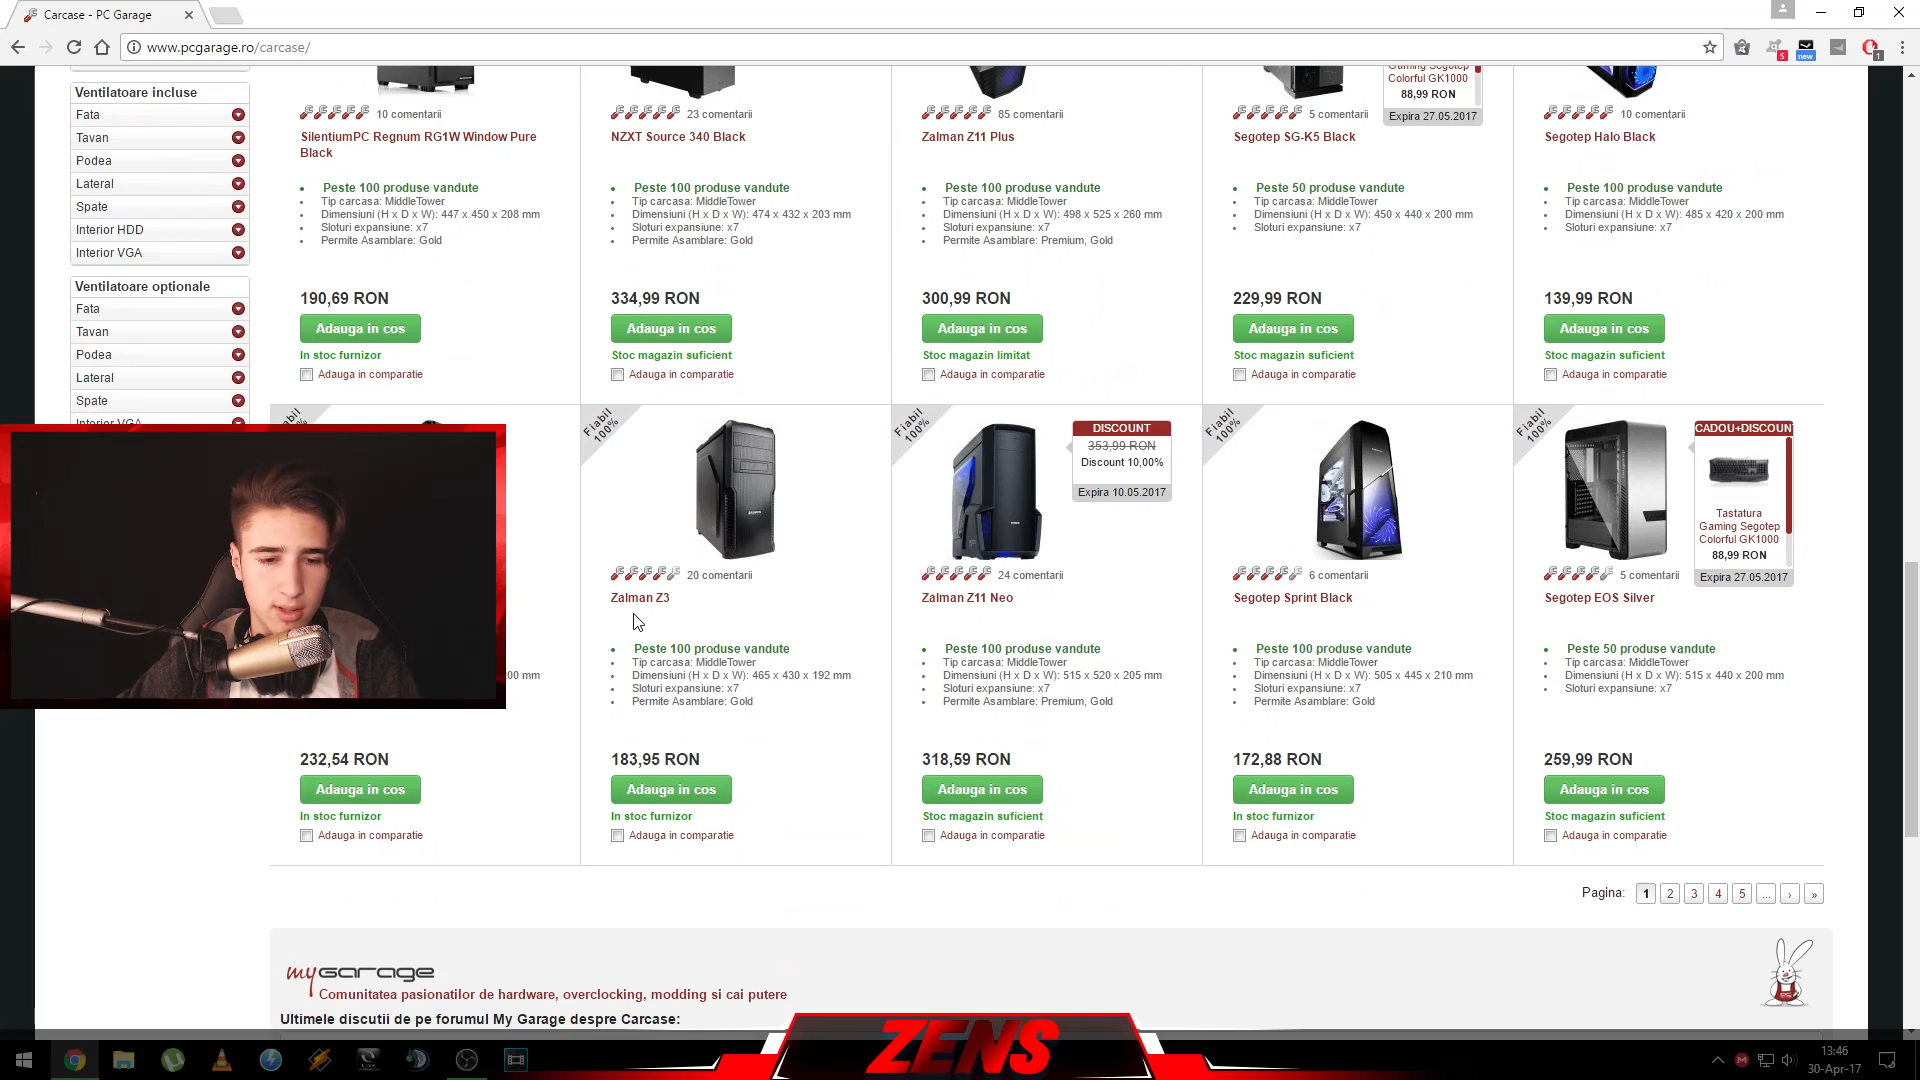 Carcase - PC Garage
www.pcgarage.ro/carcase/
S
new
1
Ventilatoare incluse
Fata
Tavan
Podea
Lateral
Spate
Interior HDD
Interior VGA
Ventilatoare optionale
Fata
Tavan
Podea
Lateral
Spate
Interior VGA
10 comentarii
SilentiumPC Regnum RG1W Window Pure
Black
Peste 100 produse vandute
Tip carcasa: MiddleTower
Dimensiuni (H x D x W): 447 x 450 x 208 mm
Sloturi expansiune: x7
Permite Asamblare: Gold
190,69 RON
Adauga in cos
In stoc furnizor
Adauga in comparatie
23 comentarii
NZXT Source 340 Black
Peste 100 produse vandute
Tip carcasa: MiddleTower
Dimensiuni (H x D x W): 474 x 432 x 203 mm
Sloturi expansiune: x7
Permite Asamblare: Gold
334,99 RON
Adauga in cos
Stoc magazin suficient
Adauga in comparatie
85 comentarii
Zalman Z11 Plus
Peste 100 produse vandute
Tip carcasa: MiddleTower
Dimensiuni (H x D x W): 498 x 525 x 260 mm
Sloturi expansiune: x7
Permite Asamblare: Premium, Gold
300,99 RON
Adauga in cos
Stoc magazin limitat
Adauga in comparatie
Gaming Segotep
Colorful GK1000
88,99 RON
Expira 27.05.2017
5 comentarii
Segotep SG-K5 Black
Peste 50 produse vandute
Tip carcasa: MiddleTower
Dimensiuni (H x D x W): 450 x 440 x 200 mm
Sloturi expansiune: x7
229,99 RON
Adauga in cos
Stoc magazin suficient
Adauga in comparatie
10 comentarii
Segotep Halo Black
Peste 100 produse vandute
Tip carcasa: MiddleTower
Dimensiuni (H x D x W): 485 x 420 x 200 mm
Sloturi expansiune: x7
139,99 RON
Adauga in cos
Stoc magazin suficient
Adauga in comparatie
00 mm
232,54 RON
Adauga in cos
In stoc furnizor
Adauga in comparatie
Fiabil
100%
20 comentarii
Zalman Z3
Peste 100 produse vandute
Tip carcasa: MiddleTower
Dimensiuni (H x D x W): 465 x 430 x 192 mm
Sloturi expansiune: x7
Permite Asamblare: Gold
183,95 RON
Adauga in cos
In stoc furnizor
Adauga in comparatie
Fiabil
100%
DISCOUNT
353,99 RON
Discount 10,00%
Expira 10.05.2017
24 comentarii
Zalman Z11 Neo
Peste 100 produse vandute
Tip carcasa: MiddleTower
Dimensiuni (H x D x W): 515 x 520 x 205 mm
Sloturi expansiune: x7
Permite Asamblare: Premium, Gold
318,59 RON
Adauga in cos
Stoc magazin suficient
Adauga in comparatie
Fiabil
100%
6 comentarii
Segotep Sprint Black
Peste 100 produse vandute
Tip carcasa: MiddleTower
Dimensiuni (H x D x W): 505 x 445 x 210 mm
Sloturi expansiune: x7
Permite Asamblare: Gold
172,88 RON
Adauga in cos
In stoc furnizor
Adauga in comparatie
Fiabil
100%
CADOU+DISCOUN
Tastatura
Gaming Segotep
Colorful GK1000
88,99 RON
Expira 27.05.2017
5 comentarii
Segotep EOS Silver
Peste 50 produse vandute
Tip carcasa: MiddleTower
Dimensiuni (H x D x W): 515 x 440 x 200 mm
Sloturi expansiune: x7
259,99 RON
Adauga in cos
Stoc magazin suficient
Adauga in comparatie
Pagina: 1 2 3 4 5 ... › »
myGarage
Comunitatea pasionatilor de hardware, overclocking, modding si cai putere
Ultimele discutii de pe forumul My Garage despre Carcase:
ZENS
LIVE
13:46
30-Apr-17